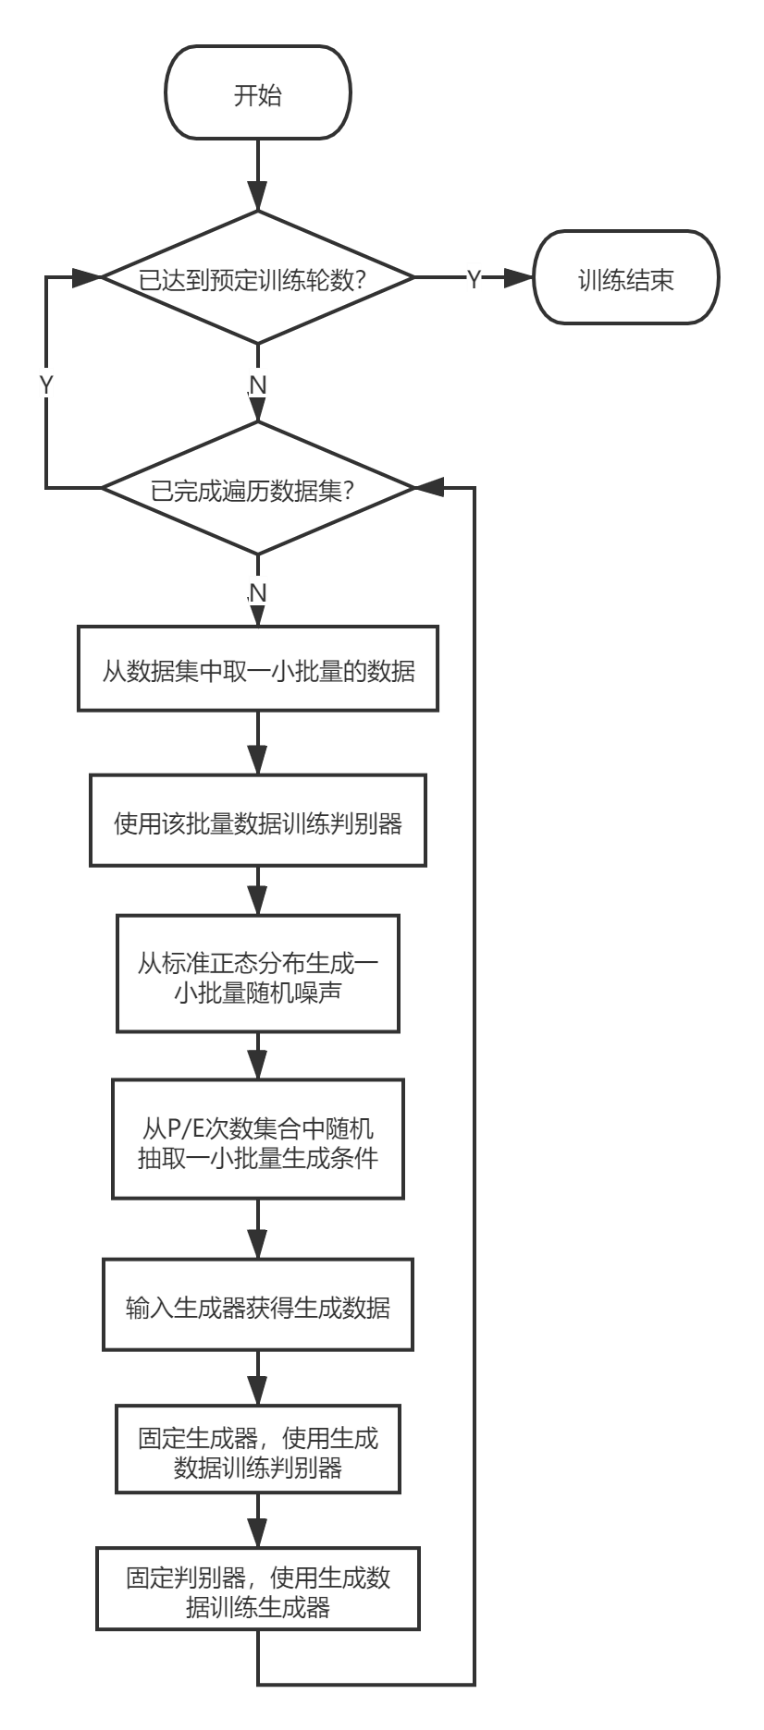 开始
已达到预定训练轮数？
Y
训练结束
Y
N
已完成遍历数据集？
N
从数据集中取一小批量的数据
使用该批量数据训练判别器
从标准正态分布生成一
小批量随机噪声
从P/E次数集合中随机
抽取一小批量生成条件
输入生成器获得生成数据
固定生成器，使用生成
数据训练判别器
固定判别器，使用生成数
据训练生成器